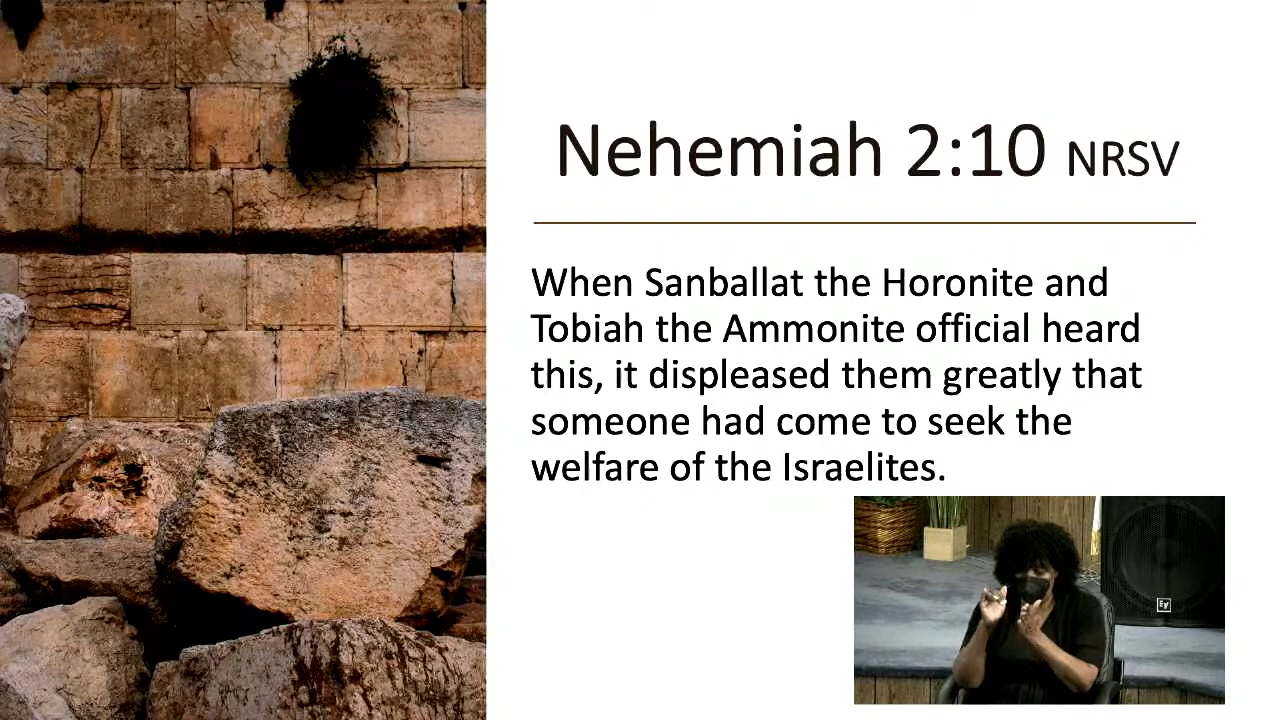 Nehemiah 2:10 NRSV
When Sanballat the Horonite and
Tobiah the Ammonite official heard
this, it displeased them greatly that
someone had come to seek the
welfare of the Israelites.
EV